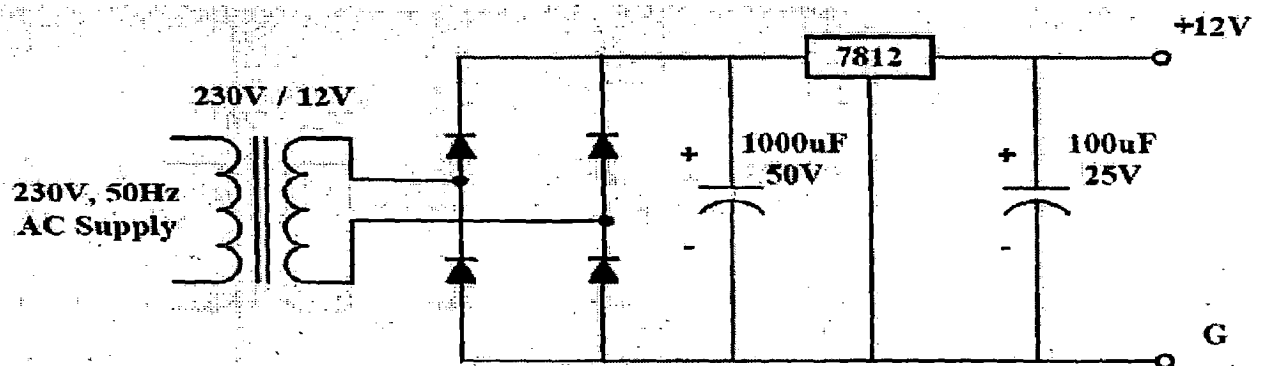 +12V
7812
230V / 12V
1000uF
50V
100uF
25V
+
+
230V, 50Hz
AC Supply
-
-
G